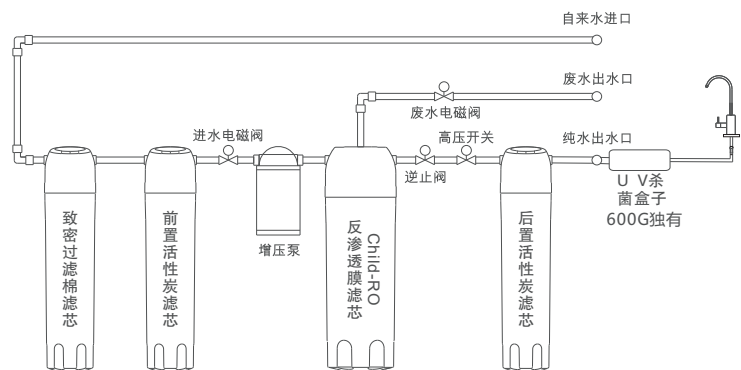 自来水进口
废水出水口
废水电磁阀
进水电磁阀
高压开关
纯水出水口
逆止阀
U V杀
菌盒子
600G独有
增压泵
致密过滤棉滤芯
前置活性炭滤芯
反渗透膜滤芯
Child-RO
后置活性炭滤芯